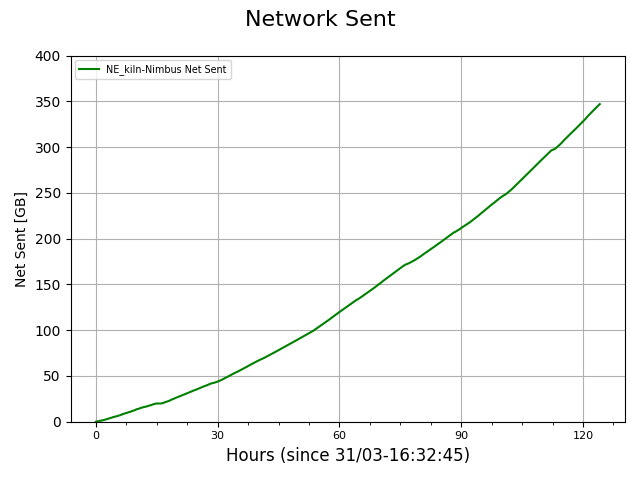 Network Sent
NE_kiln-Nimbus Net Sent
Net Sent [GB]
400
350
300
250
200
150
100
50
0
0 30 60 90 120
Hours (since 31/03-16:32:45)